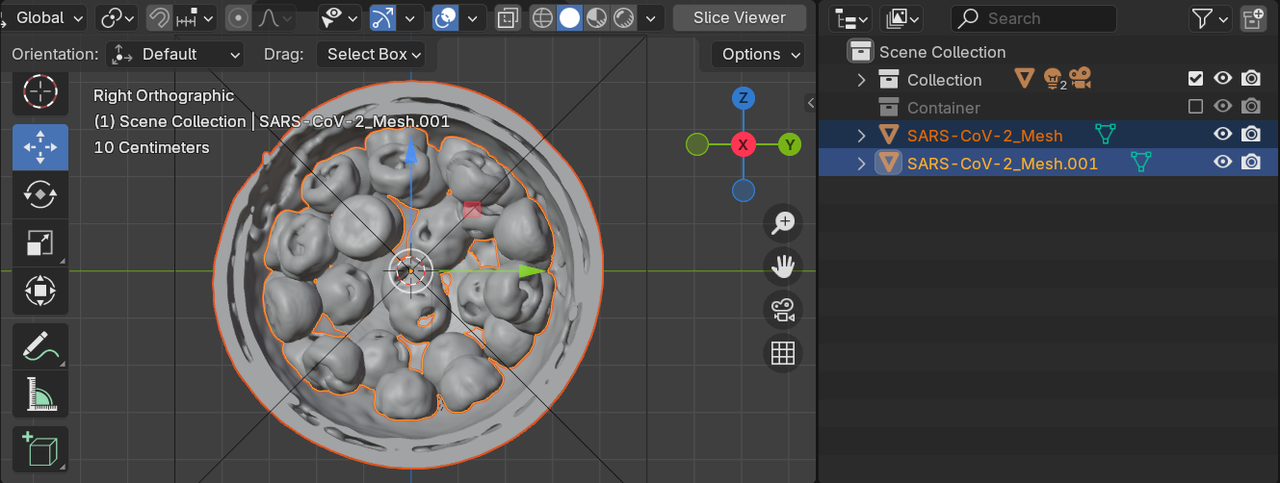 Global
Slice Viewer
Search
Orientation: Default Drag: Select Box Options
Scene Collection
Collection 2
Container
SARS-CoV-2_Mesh
SARS-CoV-2_Mesh.001
Right Orthographic
(1) Scene Collection | SARS-CoV-2_Mesh.001
10 Centimeters
Z
X
Y